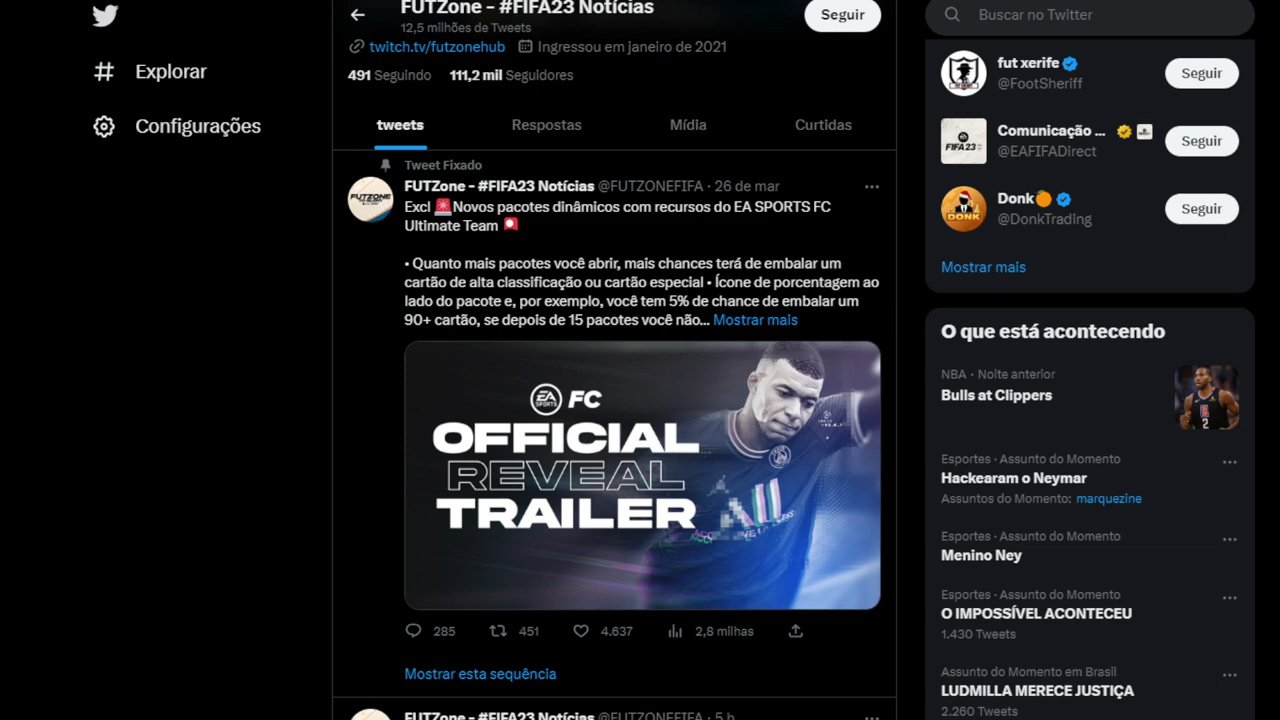 Explorar
Configurações
FUTZone - #FIFA23 Notícias
12,5 milhões de Tweets
Seguir
twitch.tv/futzonehub Ingressou em janeiro de 2021
491 Seguindo 111,2 mil Seguidores
tweets Respostas Mídia Curtidas
Tweet Fixado
FUTZone - #FIFA23 Notícias @FUTZONEFIFA · 26 de mar
Excl 🚨Novos pacotes dinâmicos com recursos do EA SPORTS FC
Ultimate Team
• Quanto mais pacotes você abrir, mais chances terá de embalar um
cartão de alta classificação ou cartão especial • Ícone de porcentagem ao
lado do pacote e, por exemplo, você tem 5% de chance de embalar um
90+ cartão, se depois de 15 pacotes você não... Mostrar mais
FUTZONE
EA SPORTS FC
OFFICIAL
REVEAL
TRAILER
285 451 4.637 2,8 milhas
Mostrar esta sequência
FUTZone - #FIFA23 Notícias @FUTZONEFIFA · 5 h
Buscar no Twitter
fut xerife
@FootSheriff
Seguir
FIFA 23
Comunicação ...
@EAFIFADirect
Seguir
DONK
Donk🍊
@DonkTrading
Seguir
Mostrar mais
O que está acontecendo
NBA · Noite anterior
Bulls at Clippers
Esportes · Assunto do Momento
Hackearam o Neymar
Assuntos do Momento: marquezine
Esportes · Assunto do Momento
Menino Ney
Esportes · Assunto do Momento
O IMPOSSÍVEL ACONTECEU
1.430 Tweets
Assunto do Momento em Brasil
LUDMILLA MERECE JUSTIÇA
2.260 Tweets